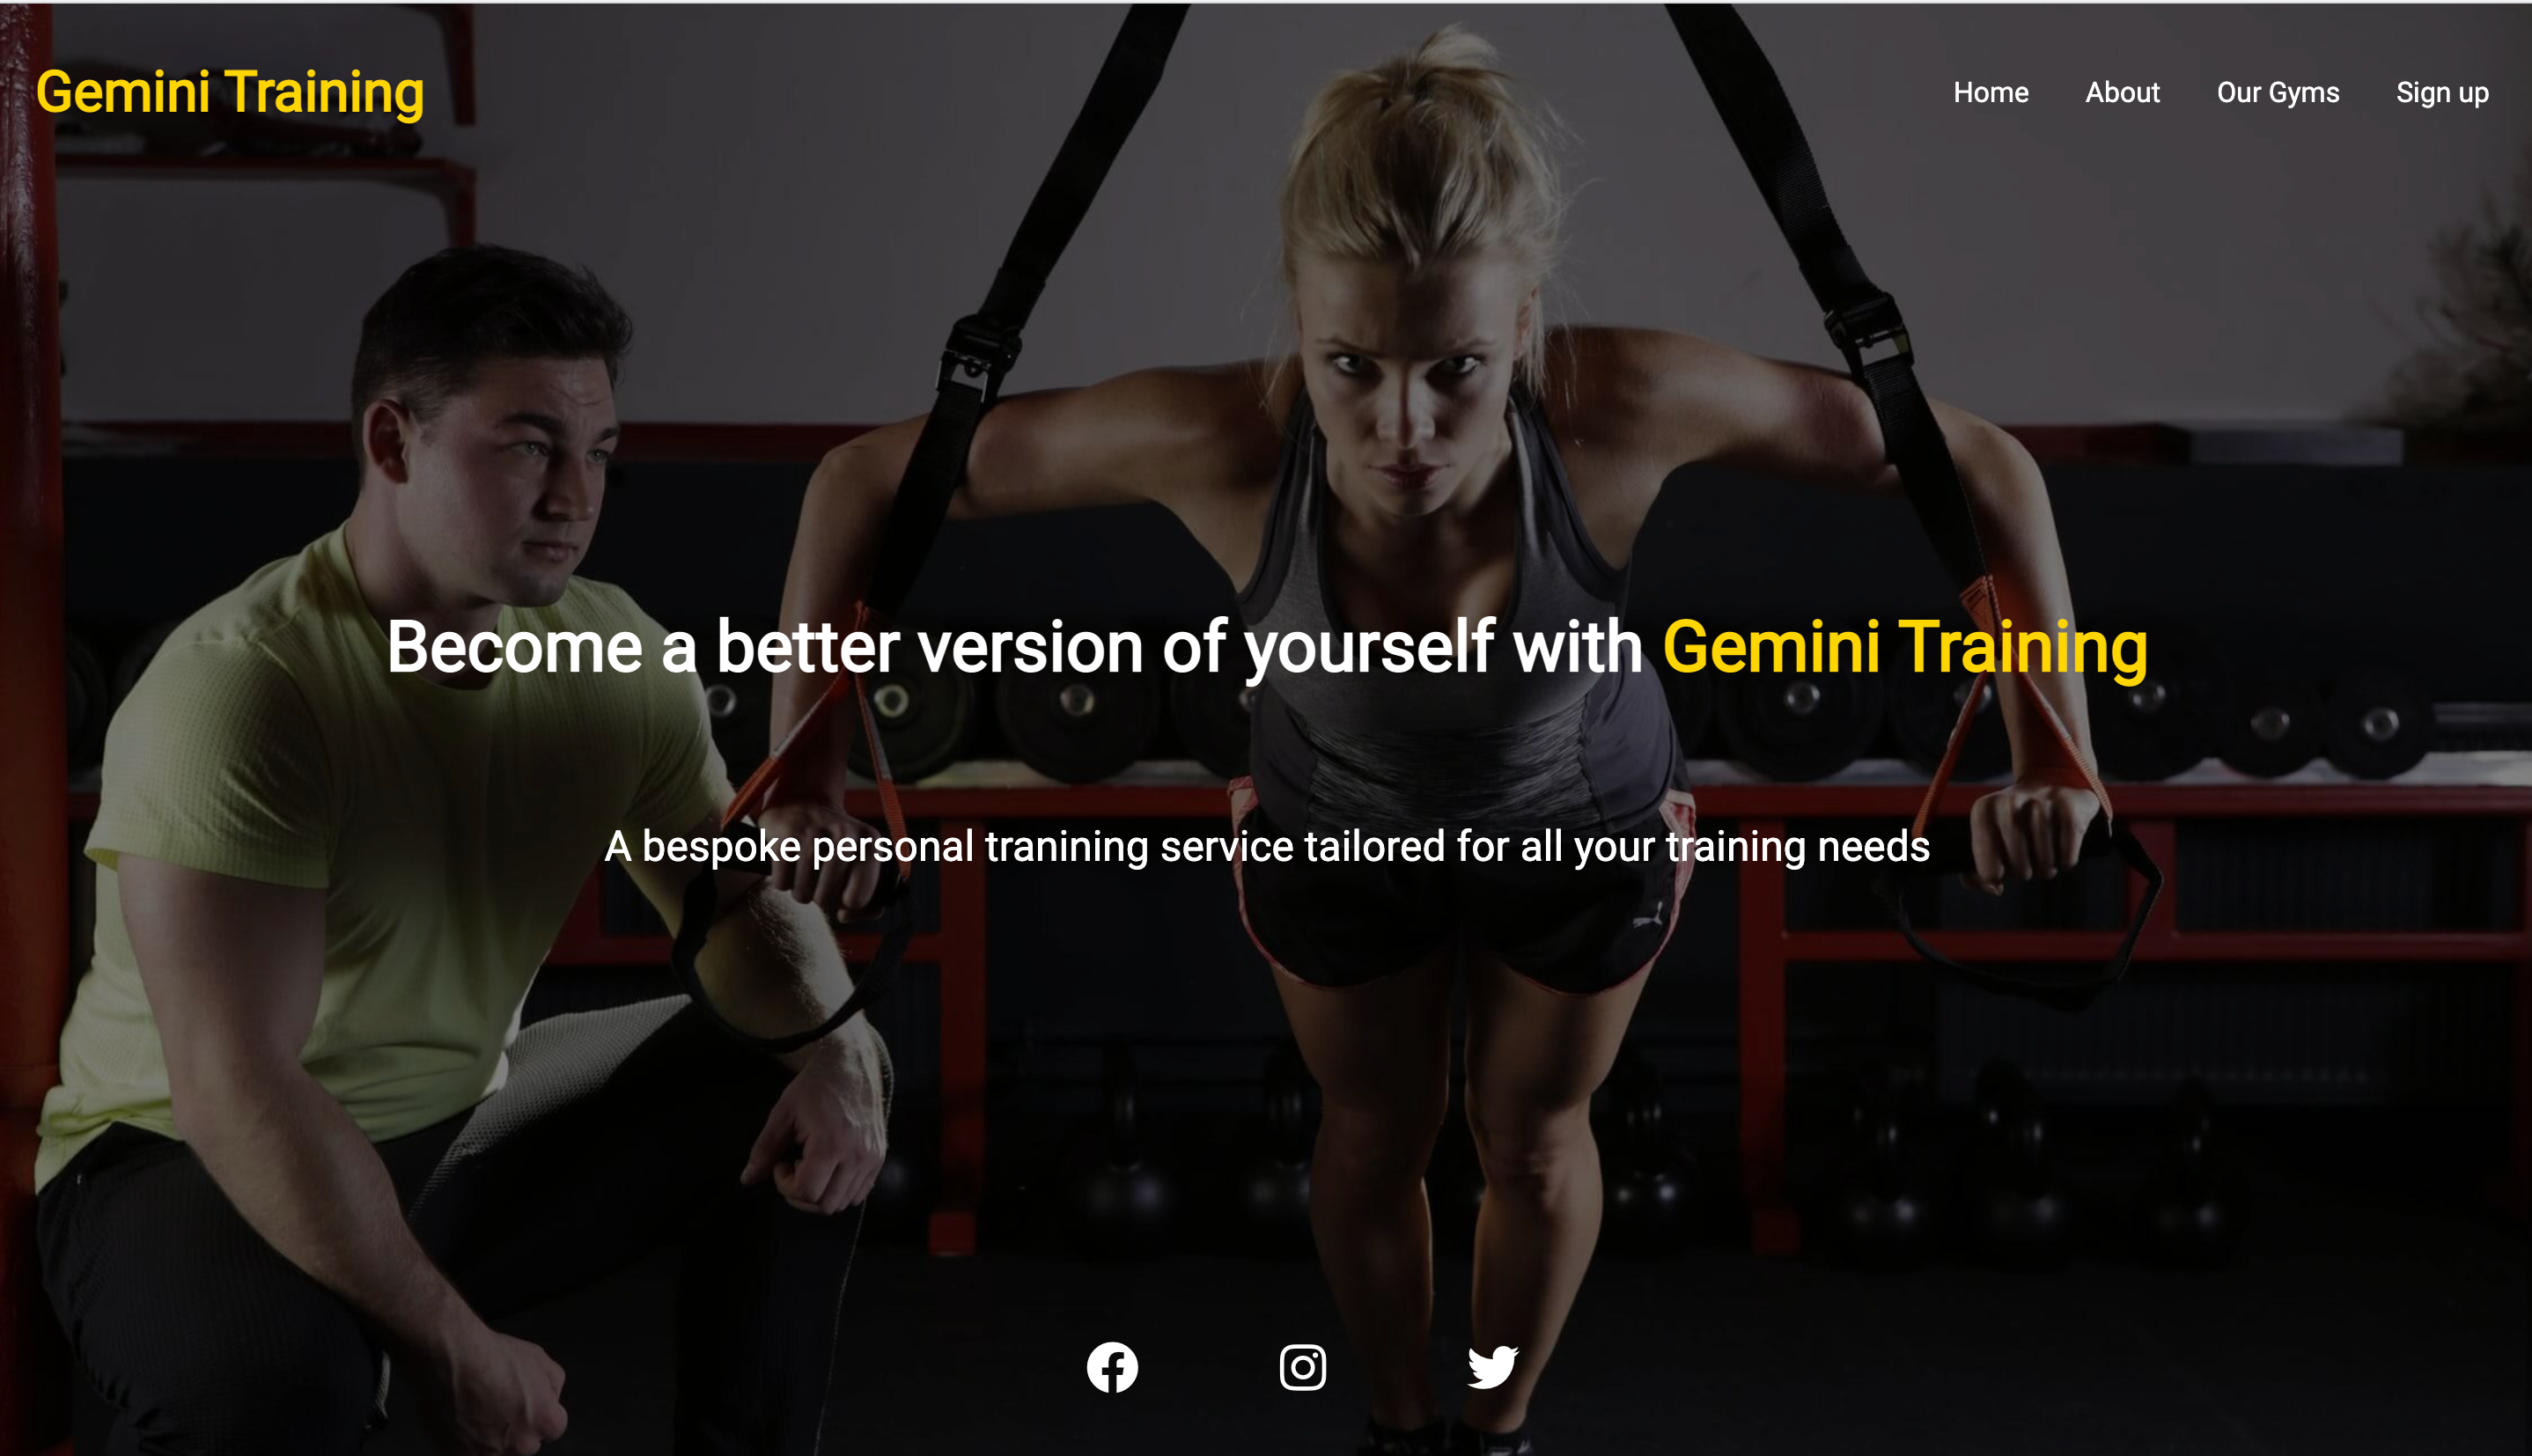 Gemini Training
Home About Our Gyms Sign up
Become a better version of yourself with Gemini Training
A bespoke personal tranining service tailored for all your training needs